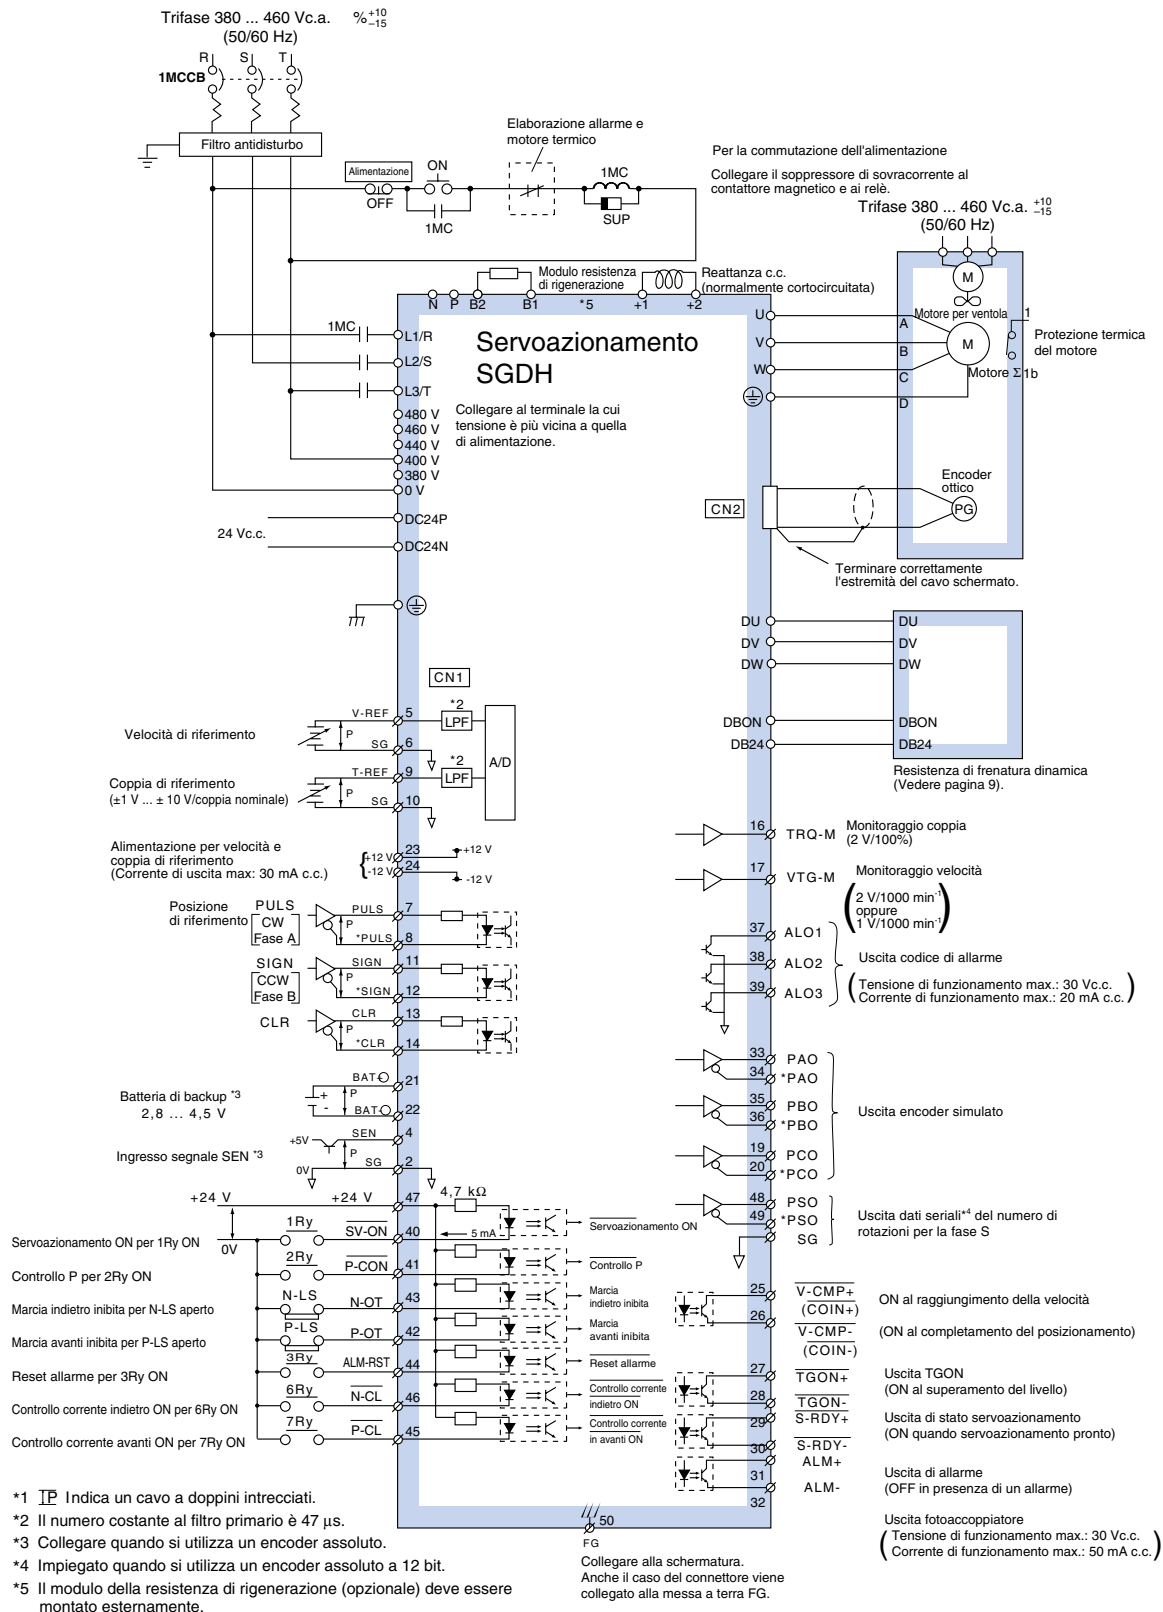 Trifase 380 ... 460 Vc.a. % +10 –15
(50/60 Hz)
R S T
1MCCB
Filtro antidisturbo
Alimentazione
OFF
ON
1MC
Elaborazione allarme e
motore termico
1MC
SUP
Per la commutazione dell'alimentazione
Collegare il soppressore di sovracorrente al
contattore magnetico e ai relè.
Trifase 380 ... 460 Vc.a. +10 –15
(50/60 Hz)
M
Motore per ventola
M
Motore Σ
1
1b
Protezione termica
del motore
A
B
C
D
Modulo resistenza
di rigenerazione
Reattanza c.c.
(normalmente cortocircuitata)
N P B2 B1 *5 +1 +2
Servoazionamento
SGDH
Collegare al terminale la cui
tensione è più vicina a quella
di alimentazione.
1MC
L1/R
L2/S
L3/T
480 V
460 V
440 V
400 V
380 V
0 V
24 Vc.c.
DC24P
DC24N
U
V
W
CN2
Encoder
ottico
PG
Terminare correttamente
l'estremità del cavo schermato.
DU DU
DV DV
DW DW
DBON DBON
DB24 DB24
Resistenza di frenatura dinamica
(Vedere pagina 9).
CN1
Velocità di riferimento
V-REF 5 *2 LPF
P
SG 6
A/D
Coppia di riferimento
(±1 V ... ± 10 V/coppia nominale)
T-REF 9 *2 LPF
P
SG 10
Alimentazione per velocità e
coppia di riferimento
(Corrente di uscita max: 30 mA c.c.)
+12 V 23 +12 V
-12 V 24 -12 V
Posizione
di riferimento
PULS
CW
Fase A
PULS 7
P
*PULS 8
SIGN
CCW
Fase B
SIGN 11
P
*SIGN 12
CLR
CLR 13
P
*CLR 14
Batteria di backup *3
2,8 ... 4,5 V
+
-
BAT+ 21
P
BAT- 22
Ingresso segnale SEN *3
+5V SEN 4
P
0V SG 2
+24 V +24 V 47 4,7 kΩ
0V
5 mA
Servoazionamento ON per 1Ry ON
1Ry SV-ON 40
Servoazionamento ON
Controllo P per 2Ry ON
2Ry P-CON 41
Controllo P
Marcia indietro inibita per N-LS aperto
N-LS N-OT 43
Marcia
indietro inibita
Marcia avanti inibita per P-LS aperto
P-LS P-OT 42
Marcia
avanti inibita
Reset allarme per 3Ry ON
3Ry ALM-RST 44
Reset allarme
Controllo corrente indietro ON per 6Ry ON
6Ry N-CL 46
Controllo corrente
indietro ON
Controllo corrente avanti ON per 7Ry ON
7Ry P-CL 45
Controllo corrente
in avanti ON
16 TRQ-M
Monitoraggio coppia
(2 V/100%)
17 VTG-M
Monitoraggio velocità
(2 V/1000 min-1
oppure
1 V/1000 min-1)
37 ALO1
38 ALO2
39 ALO3
Uscita codice di allarme
(Tensione di funzionamento max.: 30 Vc.c.
Corrente di funzionamento max.: 20 mA c.c.)
33 PAO
34 *PAO
35 PBO
36 *PBO
19 PCO
20 *PCO
Uscita encoder simulato
48 PSO
49 *PSO
SG
Uscita dati seriali*4 del numero di
rotazioni per la fase S
25 V-CMP+
(COIN+)
26 V-CMP-
(COIN-)
ON al raggiungimento della velocità
(ON al completamento del posizionamento)
27 TGON+
28 TGON-
Uscita TGON
(ON al superamento del livello)
29 S-RDY+
30 S-RDY-
Uscita di stato servoazionamento
(ON quando servoazionamento pronto)
31 ALM+
32 ALM-
Uscita di allarme
(OFF in presenza di un allarme)
Uscita fotoaccoppiatore
(Tensione di funzionamento max.: 30 Vc.c.
Corrente di funzionamento max.: 50 mA c.c.)
50
FG
Collegare alla schermatura.
Anche il caso del connettore viene
collegato alla messa a terra FG.
*1 P Indica un cavo a doppini intrecciati.
*2 Il numero costante al filtro primario è 47 µs.
*3 Collegare quando si utilizza un encoder assoluto.
*4 Impiegato quando si utilizza un encoder assoluto a 12 bit.
*5 Il modulo della resistenza di rigenerazione (opzionale) deve essere
montato esternamente.